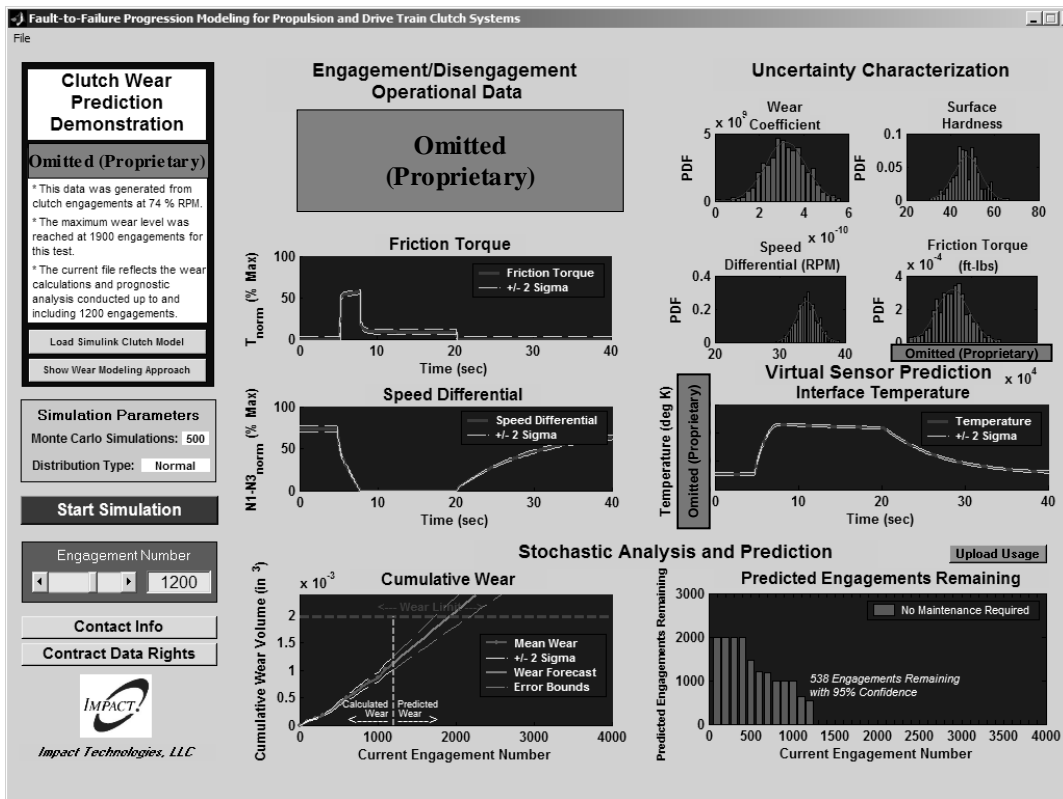 Fault-to-Failure Progression Modeling for Propulsion and Drive Train Clutch Systems
File
Clutch Wear
Prediction
Demonstration
Omitted (Proprietary)
* This data was generated from
clutch engagements at 74 % RPM.
* The maximum wear level was
reached at 1900 engagements for
this test.
* The current file reflects the wear
calculations and prognostic
analysis conducted up to and
including 1200 engagements.
Load Simulink Clutch Model
Show Wear Modeling Approach
Simulation Parameters
Monte Carlo Simulations: 500
Distribution Type: Normal
Start Simulation
Engagement Number
1200
Contact Info
Contract Data Rights
IMPACT!
Impact Technologies, LLC
Engagement/Disengagement
Operational Data
Omitted
(Proprietary)
Friction Torque
T norm (% Max)
100
50
0
Friction Torque
+/- 2 Sigma
0 10 20 30 40
Time (sec)
Speed Differential
N1-N3 norm (% Max)
100
50
0
Speed Differential
+/- 2 Sigma
0 10 20 30 40
Time (sec)
Uncertainty Characterization
Wear
Coefficient
x 10^9
PDF
5
0
0 2 4 6
x 10^-10
Surface
Hardness
PDF
0.1
0.05
0
20 40 60 80
Speed
Differential (RPM)
PDF
0.4
0.2
0
20 30 40
Friction Torque
(ft-lbs)
x 10^-4
PDF
4
2
0
Omitted (Proprietary)
x 10^4
Virtual Sensor Prediction
Interface Temperature
Temperature (deg K)
Omitted (Proprietary)
Temperature
+/- 2 Sigma
0 10 20 30 40
Time (sec)
Stochastic Analysis and Prediction
Upload Usage
Cumulative Wear
x 10^-3
Cumulative Wear Volume (in^3)
2
1.5
1
0.5
0
<--- Wear Limit --->
Mean Wear
+/- 2 Sigma
Wear Forecast
Error Bounds
Calculated Wear
Predicted Wear
0 1000 2000 3000 4000
Current Engagement Number
Predicted Engagements Remaining
Predicted Engagements Remaining
3000
2000
1000
0
No Maintenance Required
538 Engagements Remaining
with 95% Confidence
0 500 1000 1500 2000 2500 3000 3500 4000
Current Engagement Number